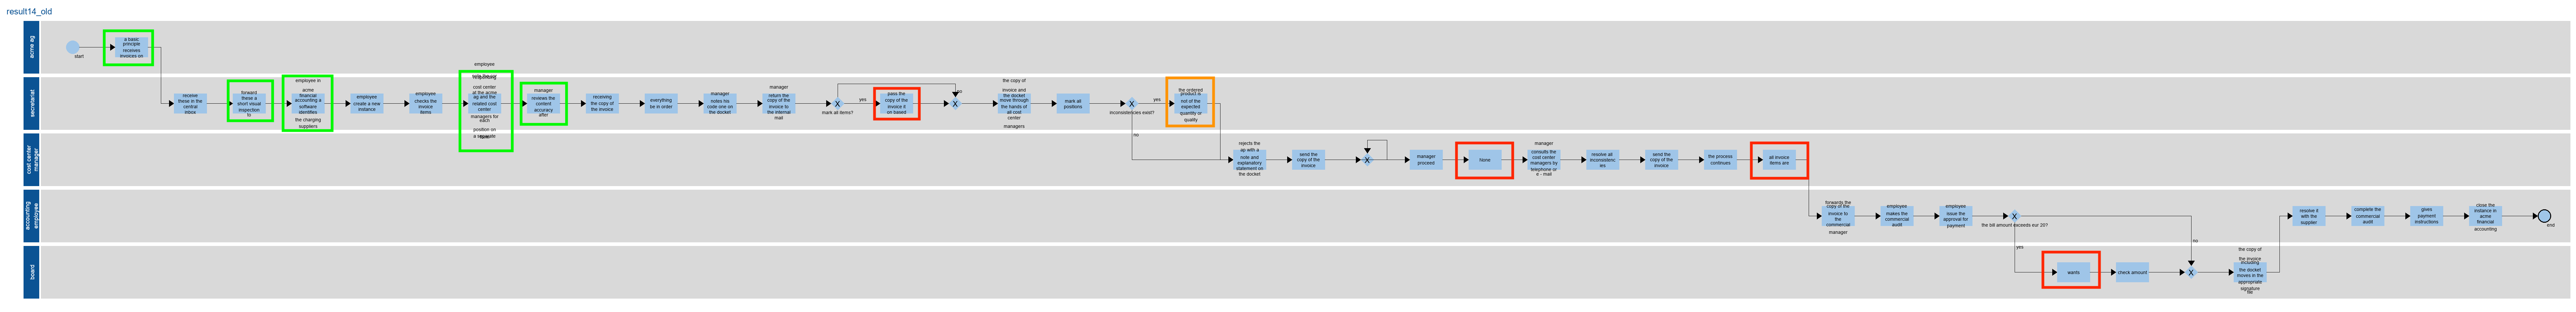 result14_old
acme ag
start
a basic
principle
receives
invoices on
secretariat
receive
these in the
central
inbox
forward
these a
short visual
inspection
to
employee in
acme
financial
accounting a
software
identifies
the charging
suppliers
employee
create a new
instance
employee
checks the
invoice
items
employee
responding
cost center
at the acme
ag and the
related cost
center
managers for
each
position on
a separate
manager
reviews the
content
accuracy
after
receiving
the copy of
the invoice
everything
be in order
manager
notes his
code one on
the docket
manager
return the
copy of the
invoice to
the internal
mail
mark all items?
yes
pass the
copy of the
invoice it
on based
no
the copy of
invoice and
the docket
move through
the hands of
all cost
center
managers
mark all
positions
inconsistencies exist?
yes
no
the ordered
product is
not of the
expected
quantity or
quality
cost center
manager
rejects the
ap with a
note and
explanatory
statement on
the docket
send the
copy of the
invoice
manager
proceed
None
manager
consults the
cost center
managers by
telephone or
e - mail
resolve all
inconsistenc
ies
send the
copy of the
invoice
the process
continues
all invoice
items are
accounting
employee
forwards the
copy of the
invoice to
the
commercial
manager
employee
makes the
commercial
audit
employee
issue the
approval for
payment
the bill amount exceeds eur 20?
yes
no
resolve it
with the
supplier
complete the
commercial
audit
gives
payment
instructions
close the
instance in
acme
financial
accounting
end
board
wants
check amount
the copy of
the invoice
including
the docket
moves in the
appropriate
signature
file